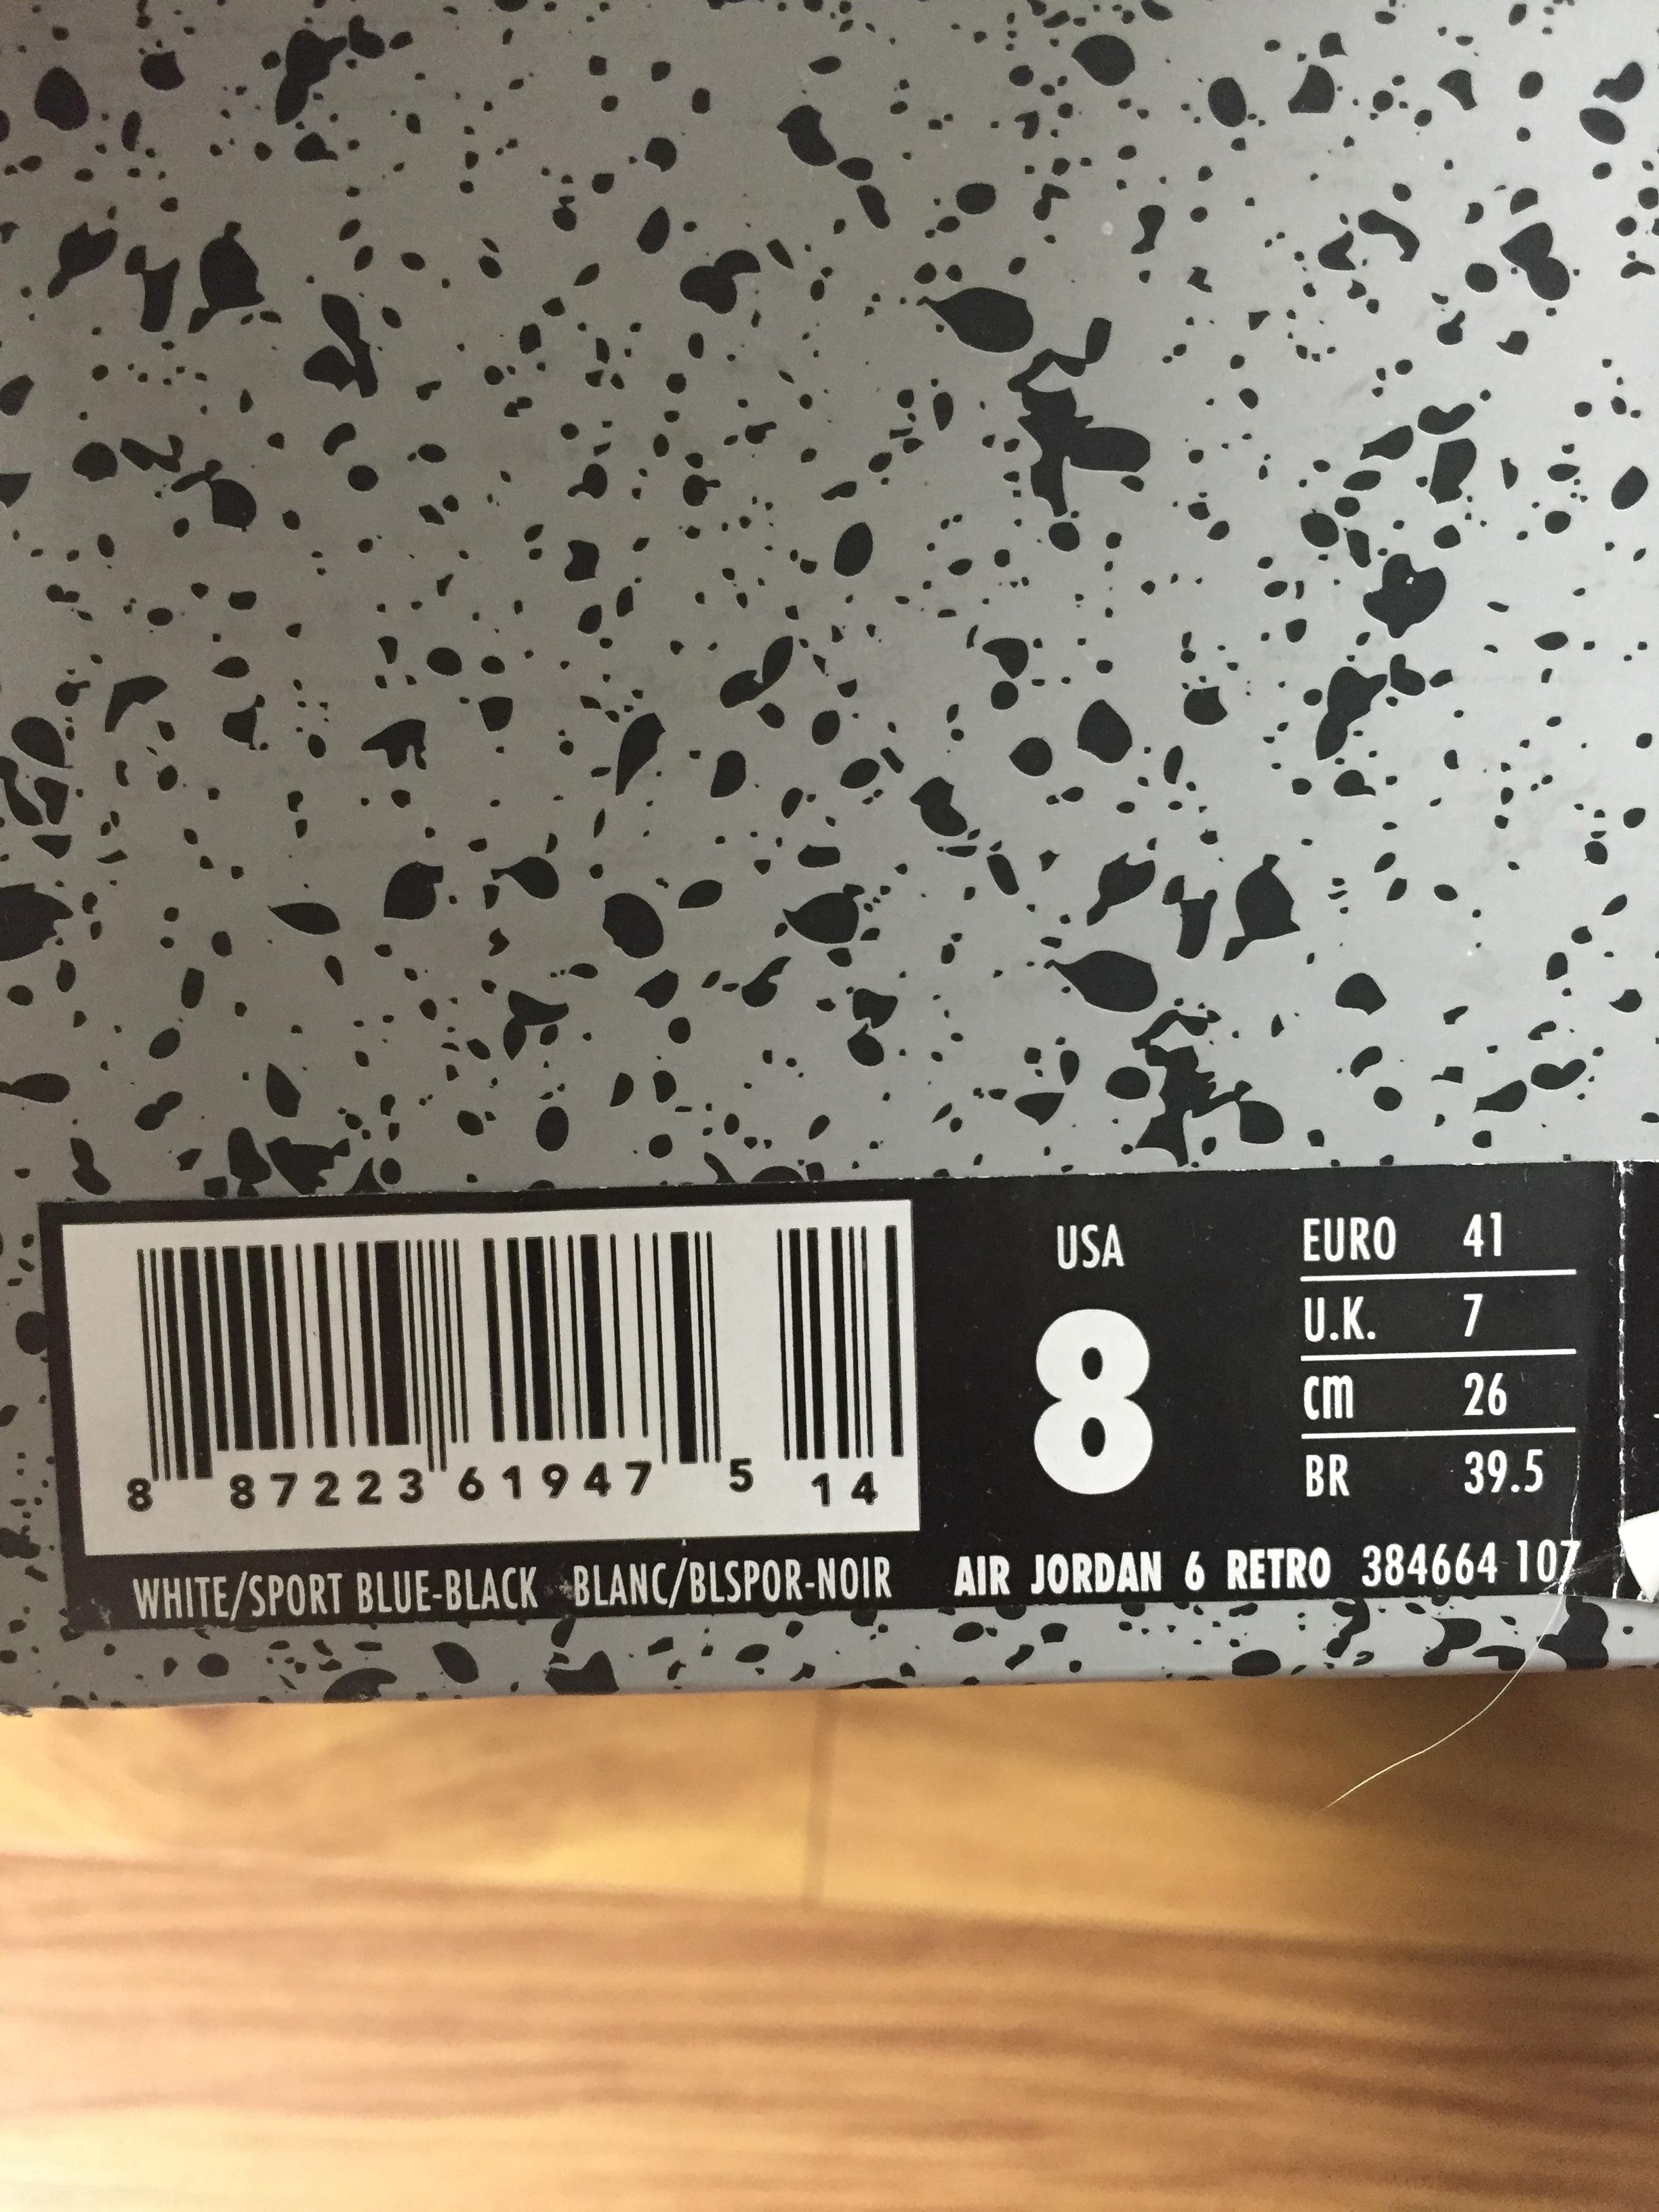 8 87223 61947 5 14
USA
8
EURO 41
U.K. 7
cm 26
BR 39.5
WHITE/SPORT BLUE-BLACK BLANC/BLSPOR-NOIR AIR JORDAN 6 RETRO 384664 107